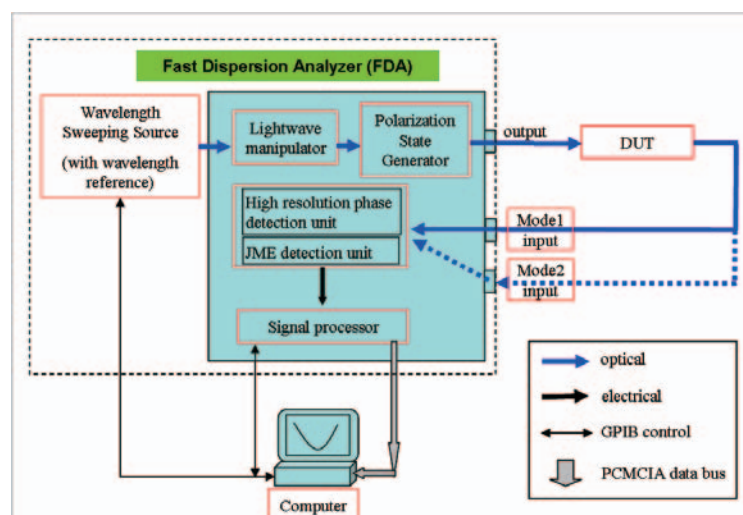 Fast Dispersion Analyzer (FDA)
Wavelength
Sweeping Source
(with wavelength
reference)
Lightwave
manipulator
Polarization
State
Generator
output
DUT
High resolution phase
detection unit
JME detection unit
Mode1
input
Mode2
input
Signal processor
Computer
optical
electrical
GPIB control
PCMCIA data bus